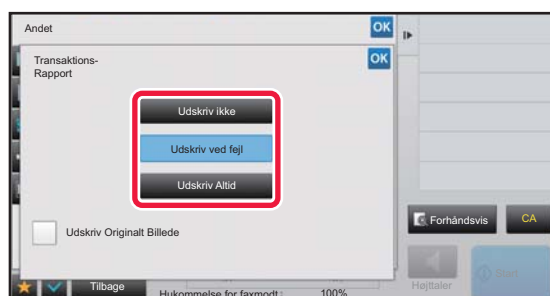 Andet
OK
Transaktions-
Rapport
OK
Udskriv ikke
Udskriv ved fejl
Udskriv Altid
Udskriv Originalt Billede
Forhåndsvis
CA
Højttaler
Start
Tilbage
Hukommelse for faxmodt.:
100%